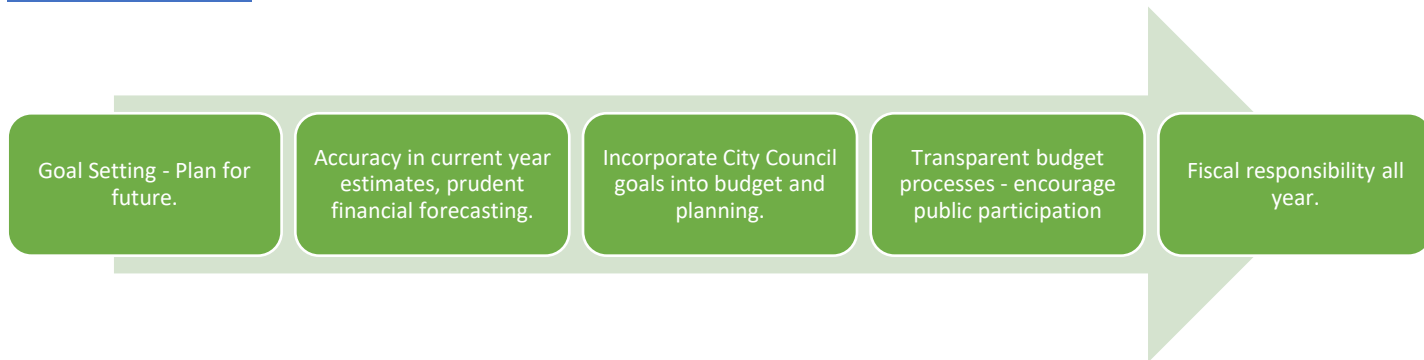 Goal Setting - Plan for
future.
Accuracy in current year
estimates, prudent
financial forecasting.
Incorporate City Council
goals into budget and
planning.
Transparent budget
processes - encourage
public participation
Fiscal responsibility all
year.